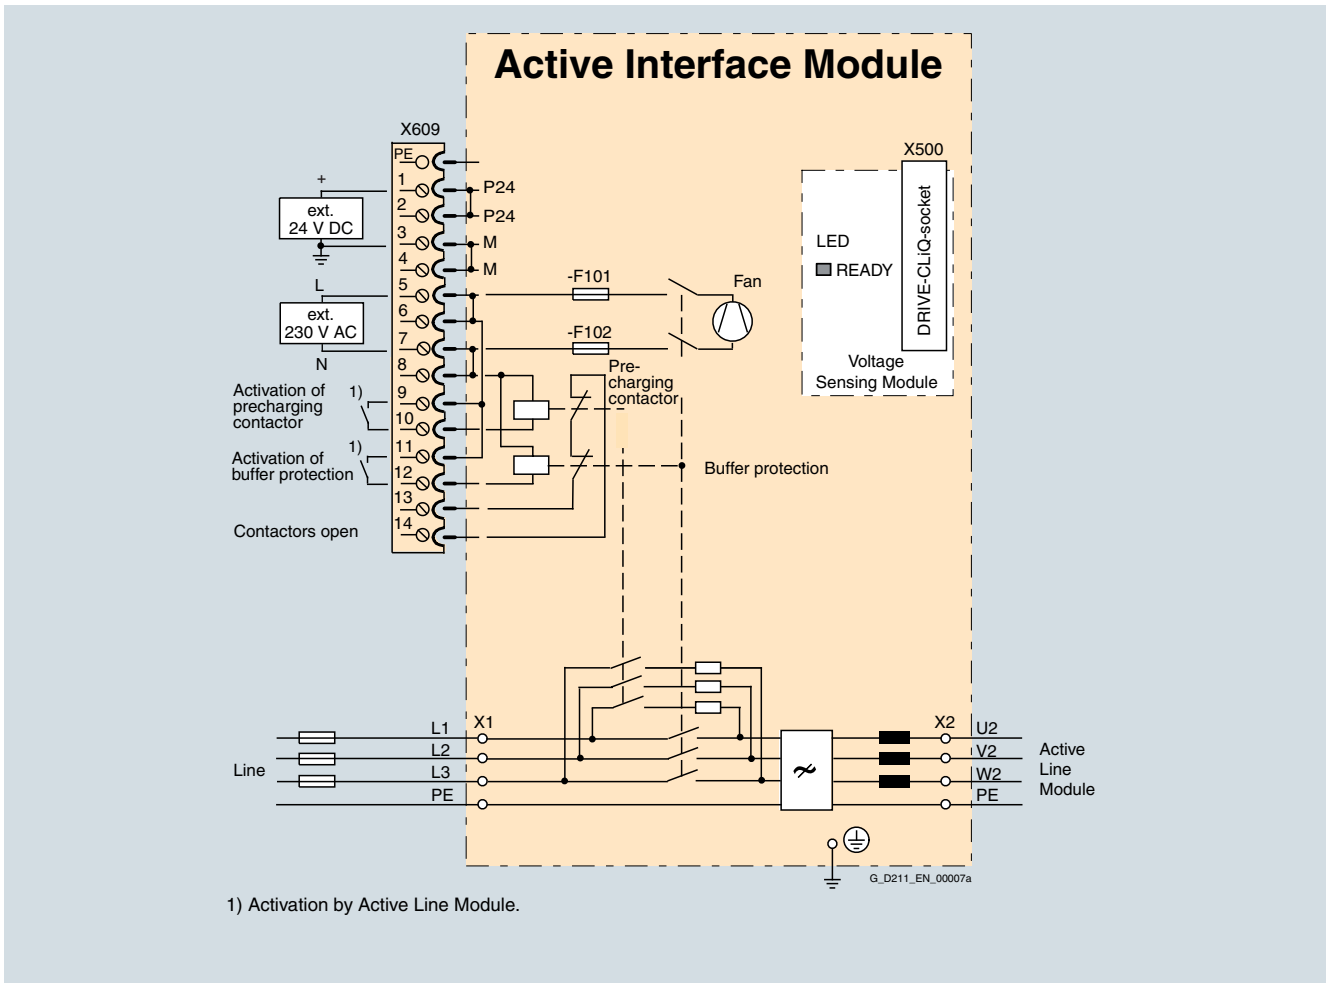 Active Interface Module
X609
PE
1
2
3
4
5
6
7
8
9
10
11
12
13
14
+
ext.
24 V DC
L
ext.
230 V AC
N
Activation of
precharging
contactor
1)
Activation of
buffer protection
1)
Contactors open
P24
P24
M
M
-F101
-F102
Fan
Pre-
charging
contactor
Buffer protection
X500
DRIVE-CLiQ-socket
LED
READY
Voltage
Sensing Module
Line
L1
L2
L3
PE
X1
X2
U2
V2
W2
PE
Active
Line
Module
G_D211_EN_00007a
1) Activation by Active Line Module.